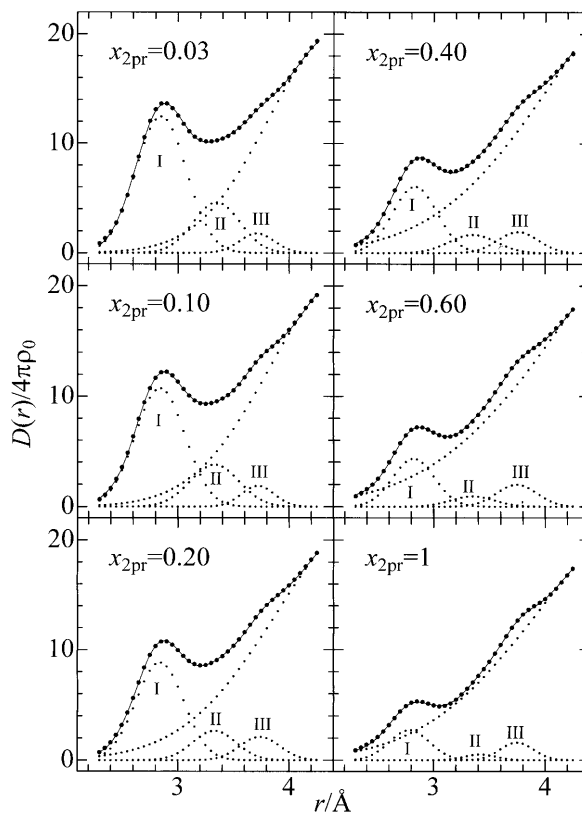 x2pr=0.03
x2pr=0.40
20
10
0
I
II
III
I
II
III
x2pr=0.10
x2pr=0.60
20
10
0
I
II
III
I
II
III
x2pr=0.20
x2pr=1
20
10
0
I
II
III
I
II
III
3
4
3
4
D(r)/4πρ0
r/Å